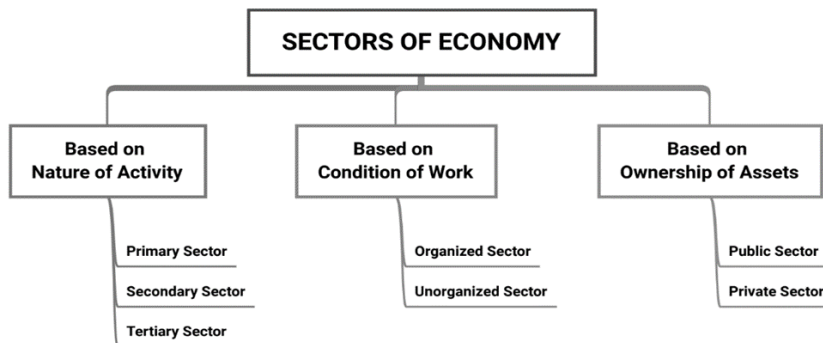 SECTORS OF ECONOMY
Based on
Nature of Activity
Primary Sector
Secondary Sector
Tertiary Sector
Based on
Condition of Work
Organized Sector
Unorganized Sector
Based on
Ownership of Assets
Public Sector
Private Sector